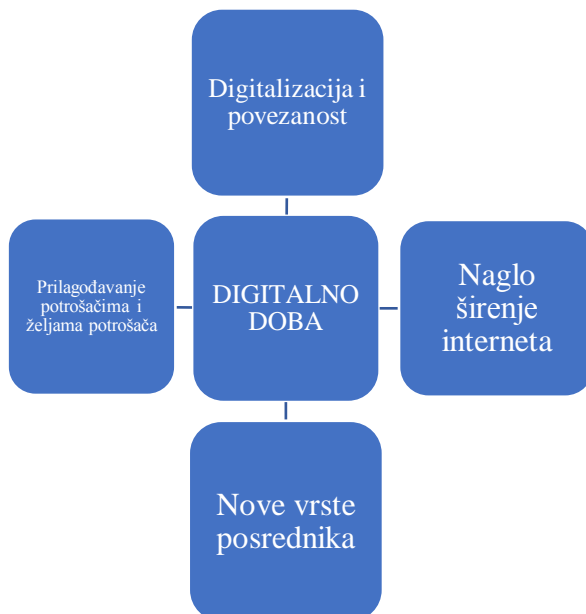 Digitalizacija i
povezanost
Prilagođavanje
potrošačima i
željama potrošača
DIGITALNO
DOBA
Naglo
širenje
interneta
Nove vrste
posrednika